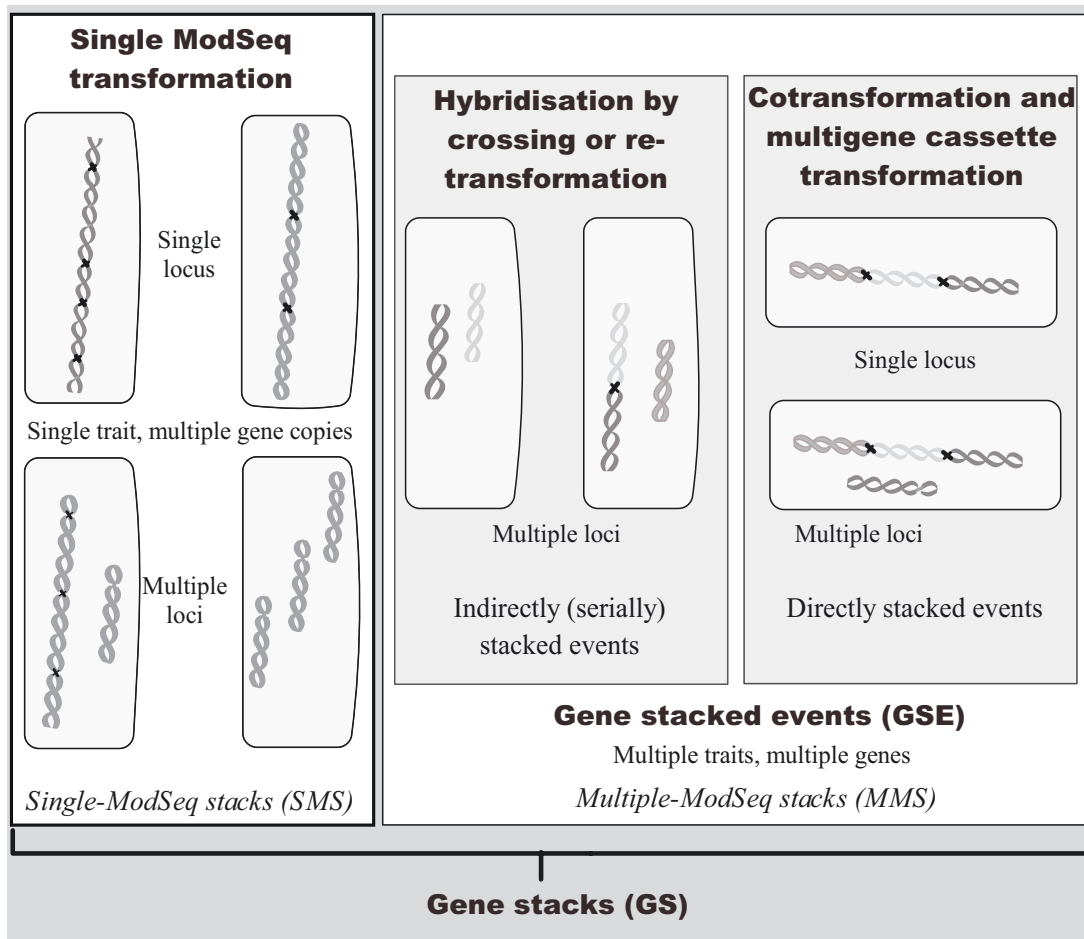 Single ModSeq
transformation
Single
locus
Single trait, multiple gene copies
Multiple
loci
Single-ModSeq stacks (SMS)
Hybridisation by
crossing or re-
transformation
Multiple loci
Indirectly (serially)
stacked events
Cotransformation and
multigene cassette
transformation
Single locus
Multiple loci
Directly stacked events
Gene stacked events (GSE)
Multiple traits, multiple genes
Multiple-ModSeq stacks (MMS)
Gene stacks (GS)